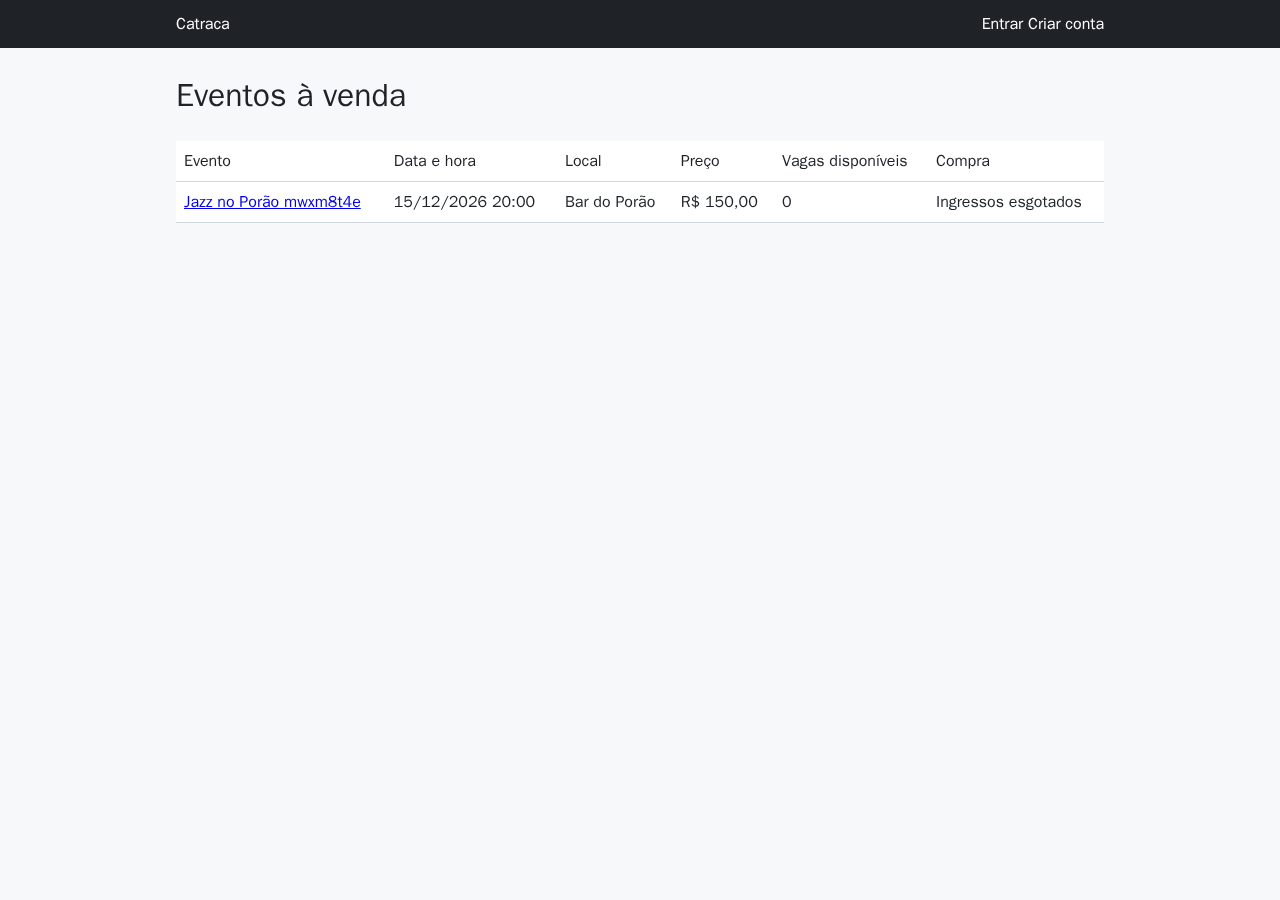 Catraca Entrar Criar conta
Eventos à venda
Evento Data e hora Local Preço Vagas disponíveis Compra
Jazz no Porão mwxm8t4e 15/12/2026 20:00 Bar do Porão R$ 150,00 0 Ingressos esgotados